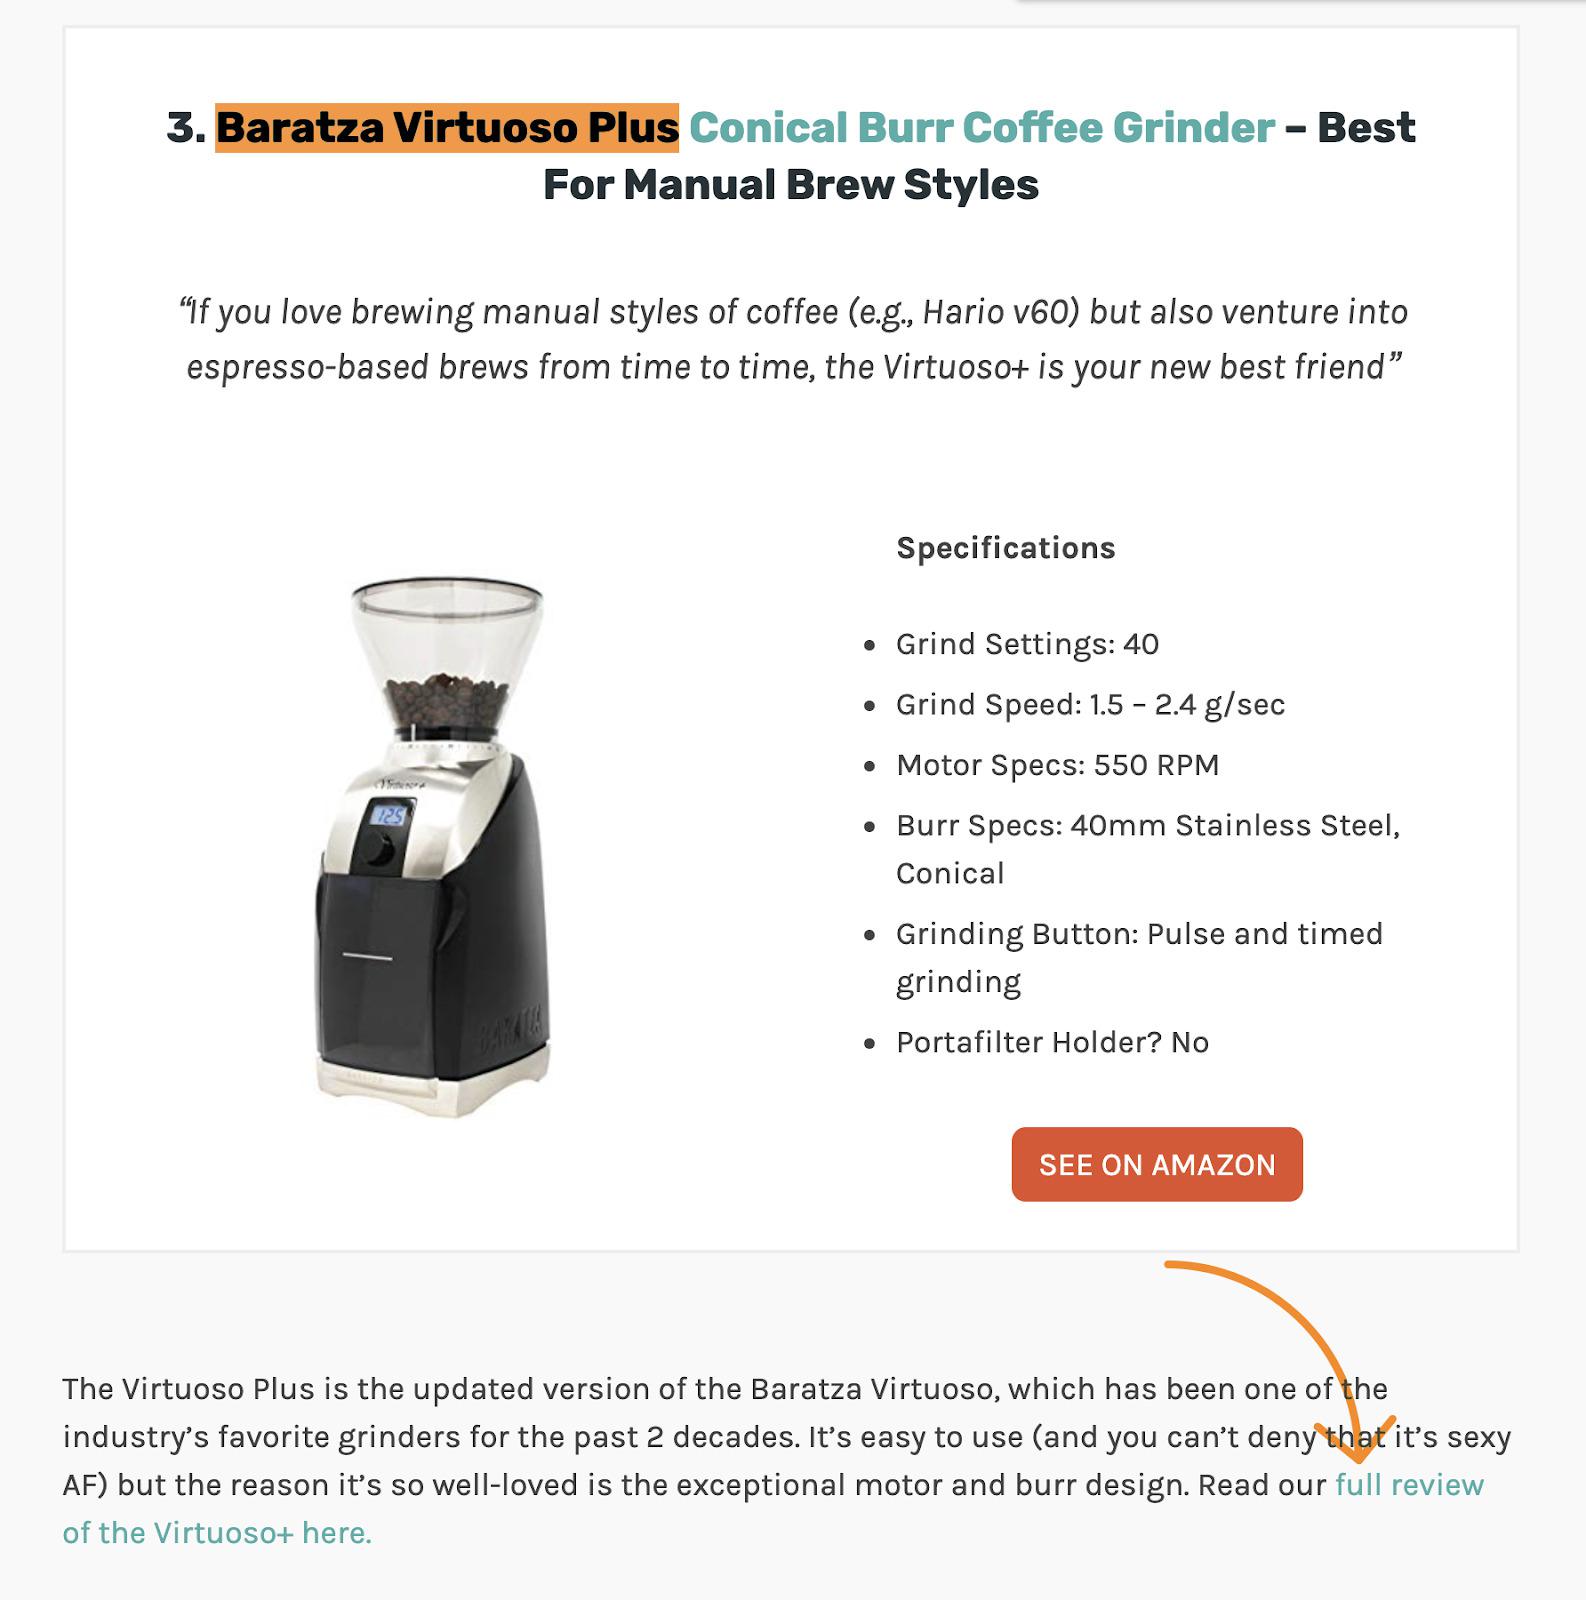 3. Baratza Virtuoso Plus Conical Burr Coffee Grinder – Best
For Manual Brew Styles
“If you love brewing manual styles of coffee (e.g., Hario v60) but also venture into
espresso-based brews from time to time, the Virtuoso+ is your new best friend”
Virtuoso+
12.5
BARATZA
Specifications
• Grind Settings: 40
• Grind Speed: 1.5 – 2.4 g/sec
• Motor Specs: 550 RPM
• Burr Specs: 40mm Stainless Steel,
Conical
• Grinding Button: Pulse and timed
grinding
• Portafilter Holder? No
SEE ON AMAZON
The Virtuoso Plus is the updated version of the Baratza Virtuoso, which has been one of the
industry’s favorite grinders for the past 2 decades. It’s easy to use (and you can’t deny that it’s sexy
AF) but the reason it’s so well-loved is the exceptional motor and burr design. Read our full review
of the Virtuoso+ here.